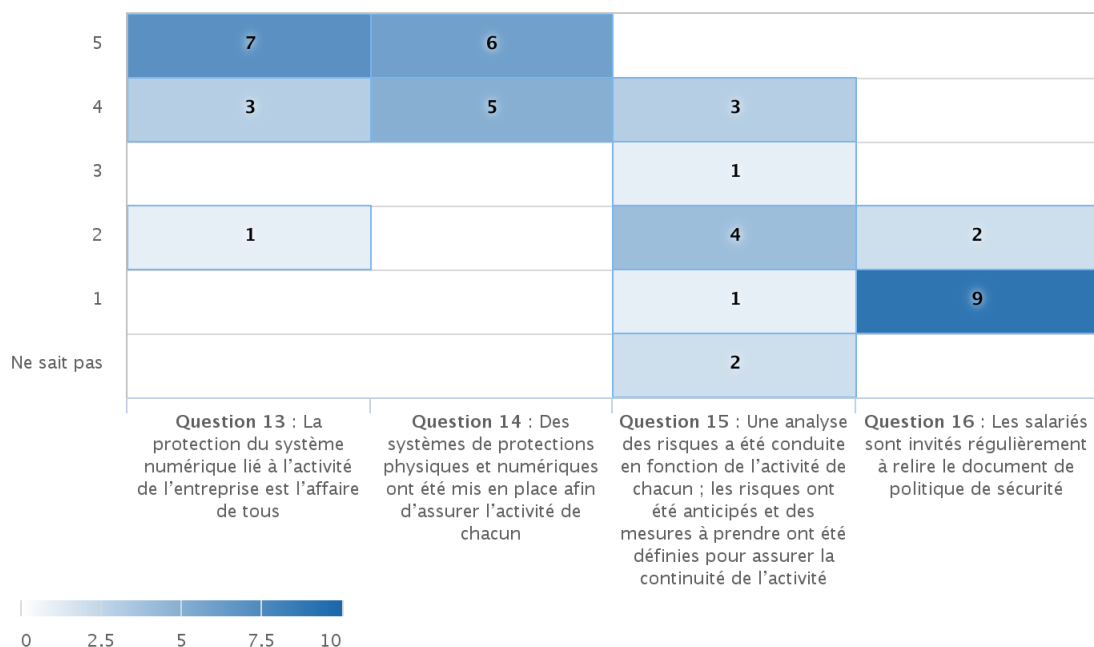 5
7
6
4
3
5
3
3
1
2
1
4
2
1
1
9
Ne sait pas
2
Question 13 : La
protection du système
numérique lié à l’activité
de l’entreprise est l’affaire
de tous
Question 14 : Des
systèmes de protections
physiques et numériques
ont été mis en place afin
d’assurer l’activité de
chacun
Question 15 : Une analyse
des risques a été conduite
en fonction de l’activité de
chacun ; les risques ont
été anticipés et des
mesures à prendre ont été
définies pour assurer la
continuité de l’activité
Question 16 : Les salariés
sont invités régulièrement
à relire le document de
politique de sécurité
0 2.5 5 7.5 10